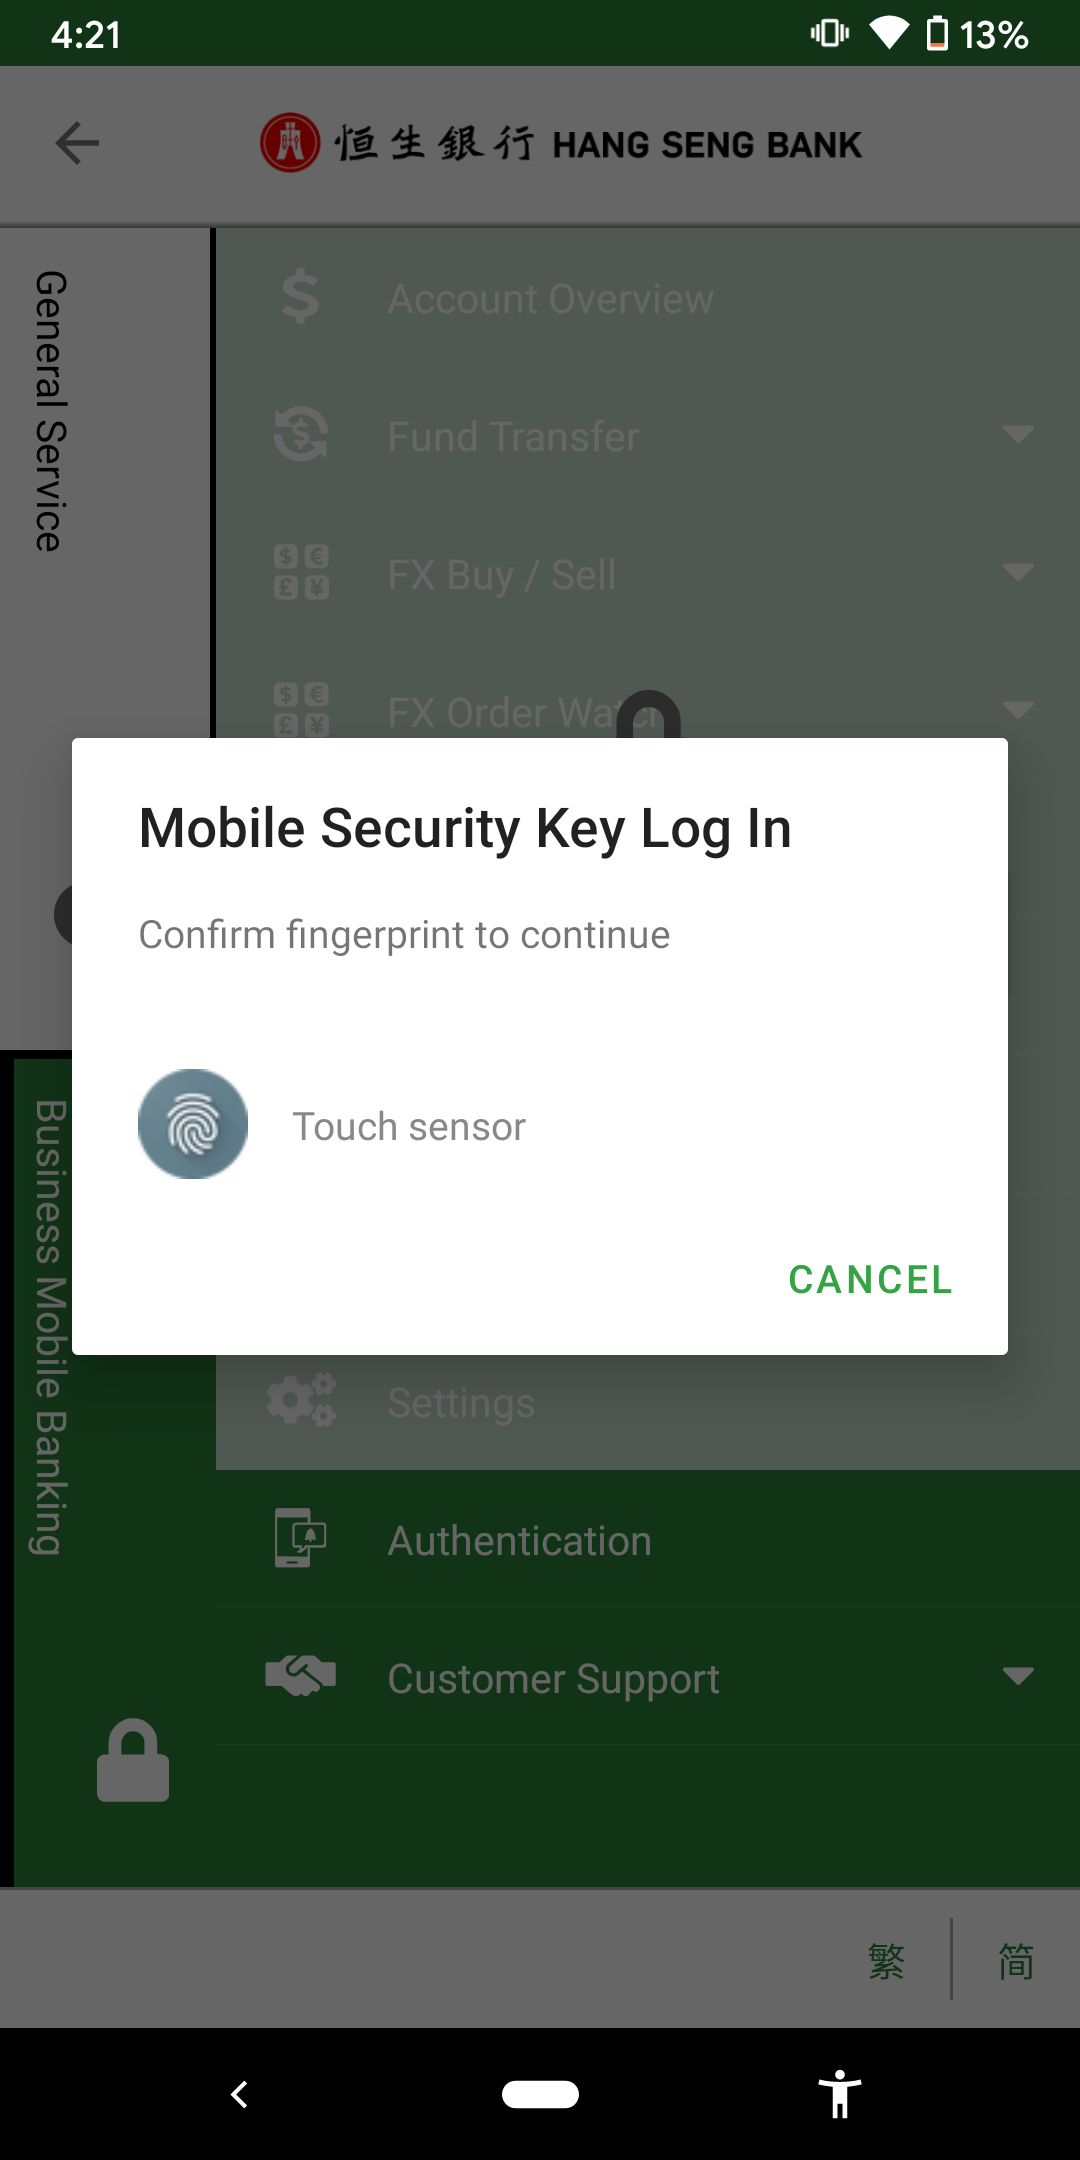 4:21
13%
恒生銀行 HANG SENG BANK
General Service
Account Overview
Fund Transfer
FX Buy / Sell
FX Order Watch
Mobile Security Key Log In
Confirm fingerprint to continue
Touch sensor
CANCEL
Business Mobile Banking
Settings
Authentication
Customer Support
繁
简